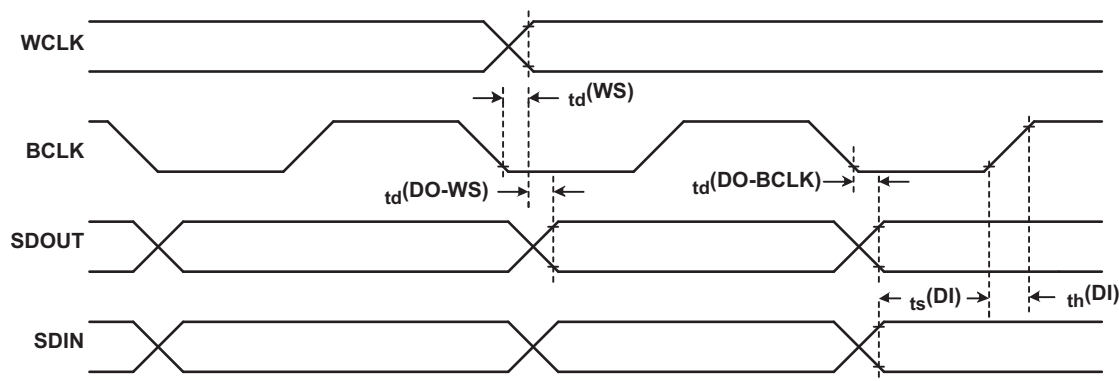 WCLK
td(WS)
BCLK
td(DO-WS)
td(DO-BCLK)
SDOUT
ts(DI)
th(DI)
SDIN